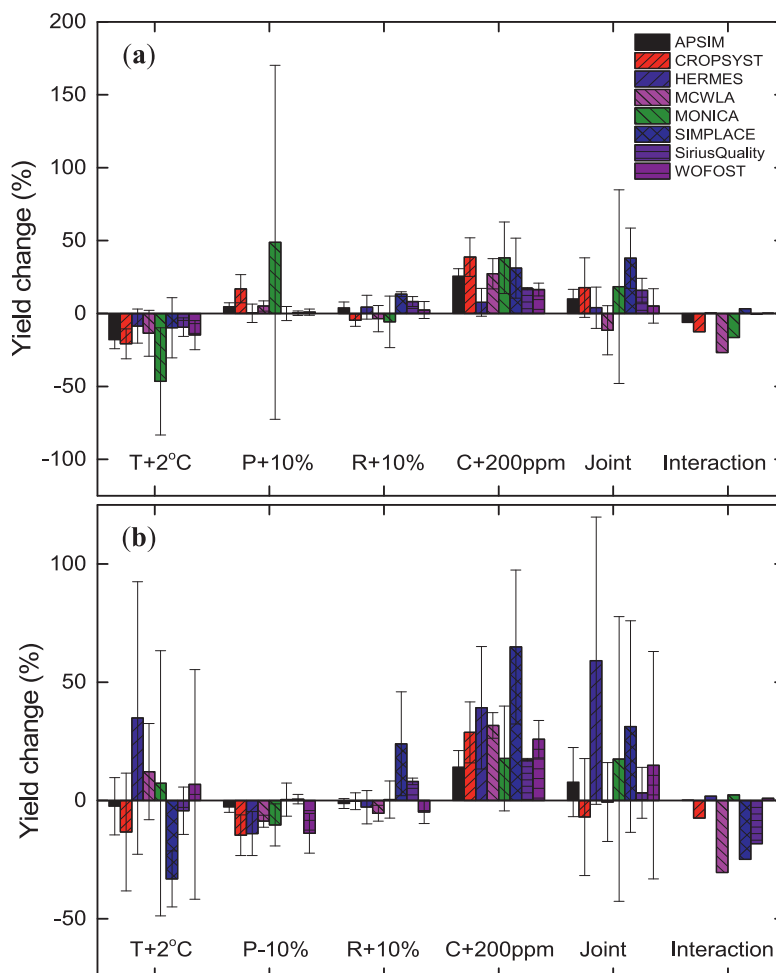 200
150
100
50
0
-50
-100
Yield change (%)
(a)
APSIM
CROPSYST
HERMES
MCWLA
MONICA
SIMPLACE
SiriusQuality
WOFOST
T+2°C P+10% R+10% C+200ppm Joint Interaction
100
50
0
-50
Yield change (%)
(b)
T+2°C P-10% R+10% C+200ppm Joint Interaction